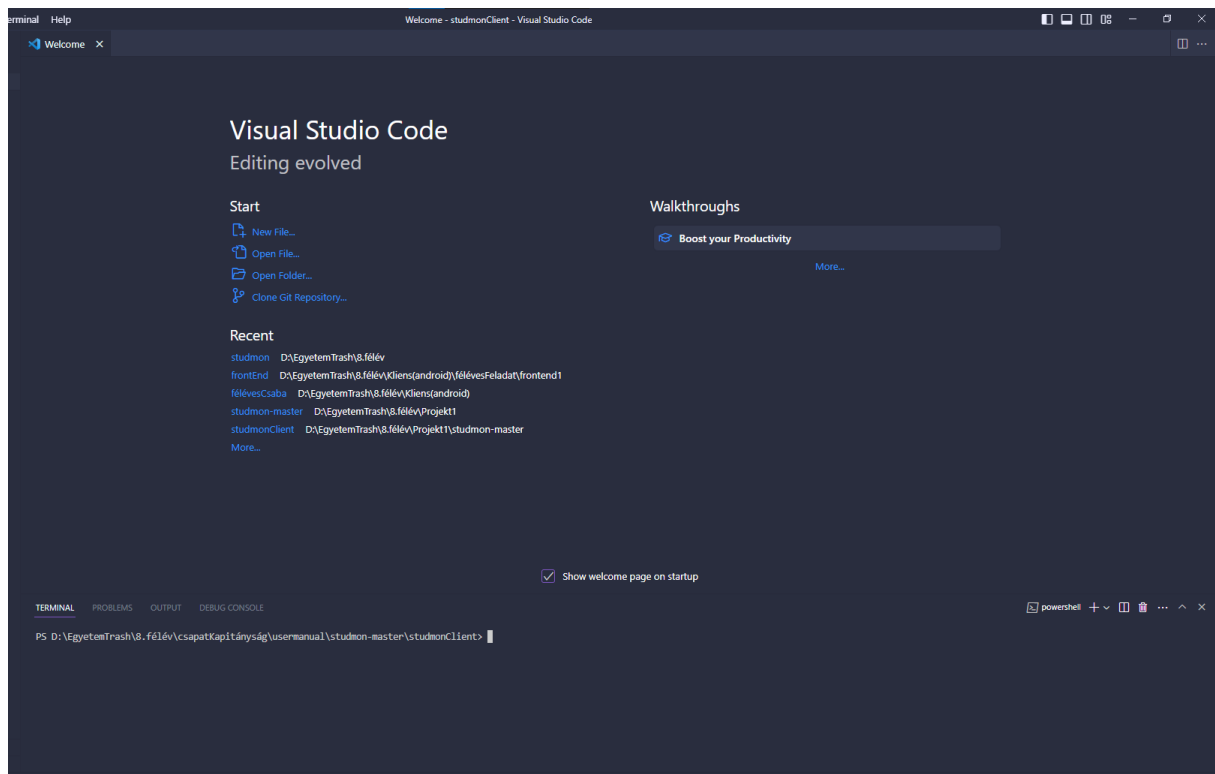 erminal Help Welcome - studmonClient - Visual Studio Code
Welcome
Visual Studio Code
Editing evolved
Start
New File...
Open File...
Open Folder...
Clone Git Repository...
Recent
studmon D:\EgyetemTrash\8.félév
frontEnd D:\EgyetemTrash\8.félév\Kliens(android)\félévesFeladat\frontend1
félévesCsaba D:\EgyetemTrash\8.félév\Kliens(android)
studmon-master D:\EgyetemTrash\8.félév\Projekt1
studmonClient D:\EgyetemTrash\8.félév\Projekt1\studmon-master
More...
Walkthroughs
Boost your Productivity
More...
Show welcome page on startup
TERMINAL PROBLEMS OUTPUT DEBUG CONSOLE powershell
PS D:\EgyetemTrash\8.félév\csapatKapitányság\usermanual\studmon-master\studmonClient>